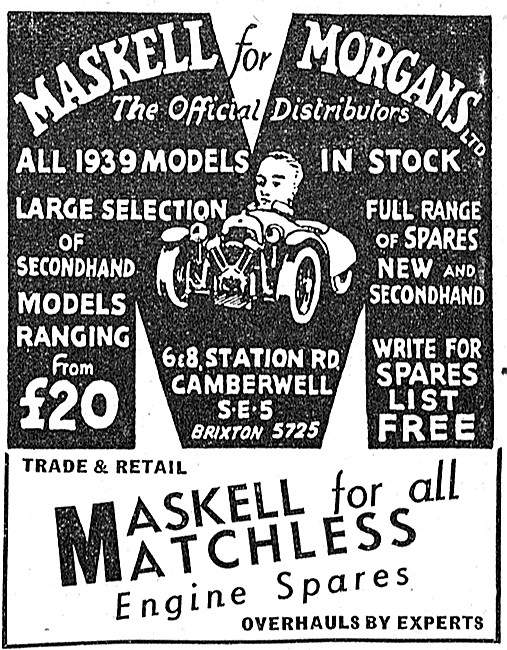 MASKELL for MORGANS LTD.
The Official Distributors
ALL 1939 MODELS IN STOCK
LARGE SELECTION
OF
SECONDHAND
MODELS
RANGING
From
£20
FULL RANGE
OF SPARES
NEW AND
SECONDHAND
WRITE FOR
SPARES
LIST
FREE
6&8, STATION RD,
CAMBERWELL
S·E·5
BRIXTON 5725
TRADE & RETAIL
MASKELL for all
MATCHLESS
Engine Spares
OVERHAULS BY EXPERTS